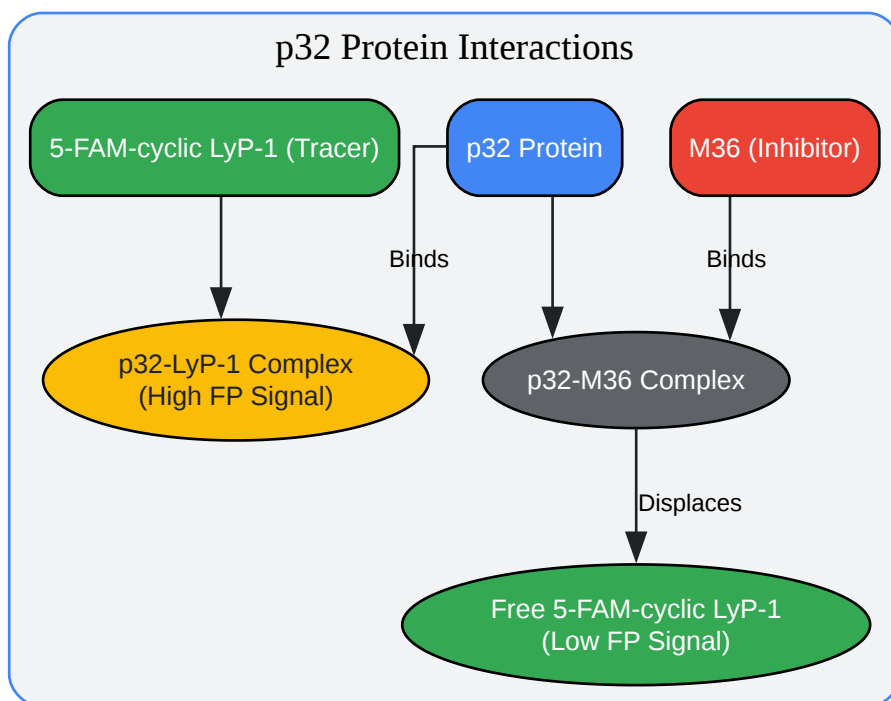 p32 Protein Interactions
5-FAM-cyclic LyP-1 (Tracer)
p32 Protein
M36 (Inhibitor)
Binds
Binds
p32-LyP-1 Complex
(High FP Signal)
p32-M36 Complex
Displaces
Free 5-FAM-cyclic LyP-1
(Low FP Signal)